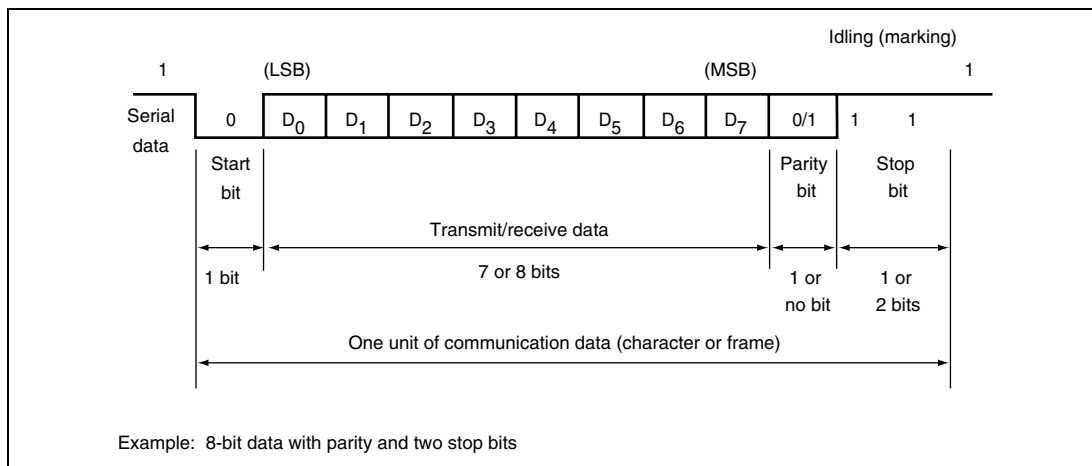 Idling (marking)
1 (LSB) (MSB) 1
Serial data
0 D0 D1 D2 D3 D4 D5 D6 D7 0/1 1 1
Start bit
Parity bit
Stop bit
Transmit/receive data
1 bit
7 or 8 bits
1 or no bit
1 or 2 bits
One unit of communication data (character or frame)
Example: 8-bit data with parity and two stop bits